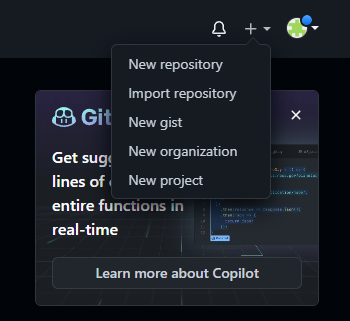 New repository
Import repository
New gist
New organization
New project
Git
Get sug
lines of
entire functions in
real-time
Learn more about Copilot